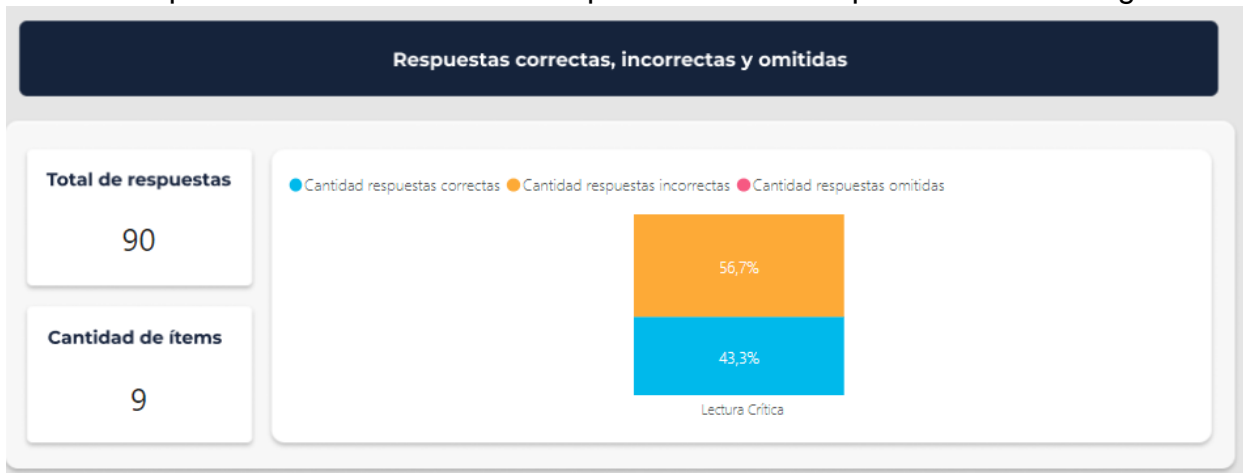 Respuestas correctas, incorrectas y omitidas
Total de respuestas
90
Cantidad respuestas correctas Cantidad respuestas incorrectas Cantidad respuestas omitidas
56,7%
43,3%
Lectura Crítica
Cantidad de ítems
9